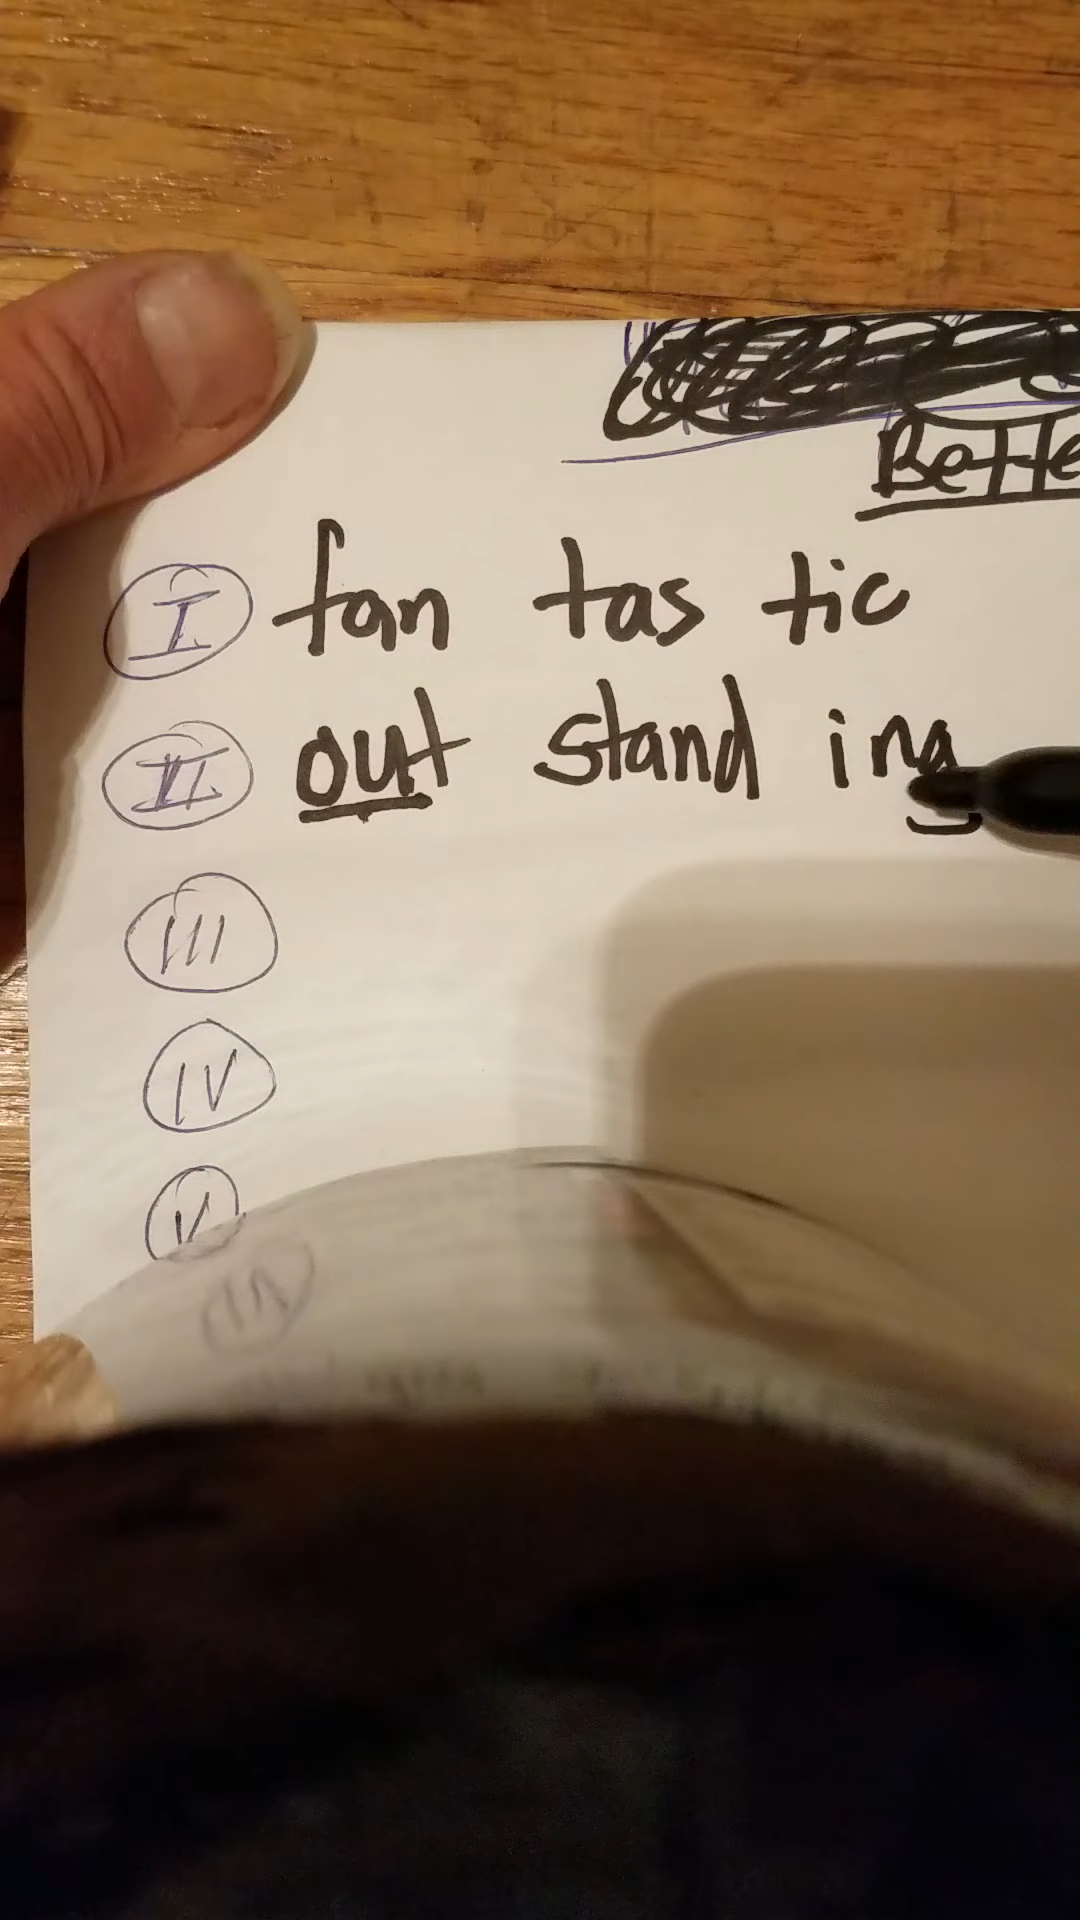 Bette
I fan tas tic
II out stand ing
III
IV
V